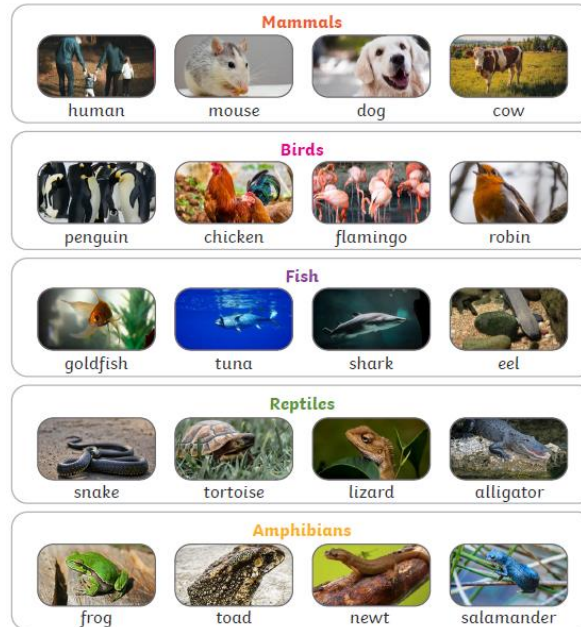 Mammals
human mouse dog cow
Birds
penguin chicken flamingo robin
Fish
goldfish tuna shark eel
Reptiles
snake tortoise lizard alligator
Amphibians
frog toad newt salamander